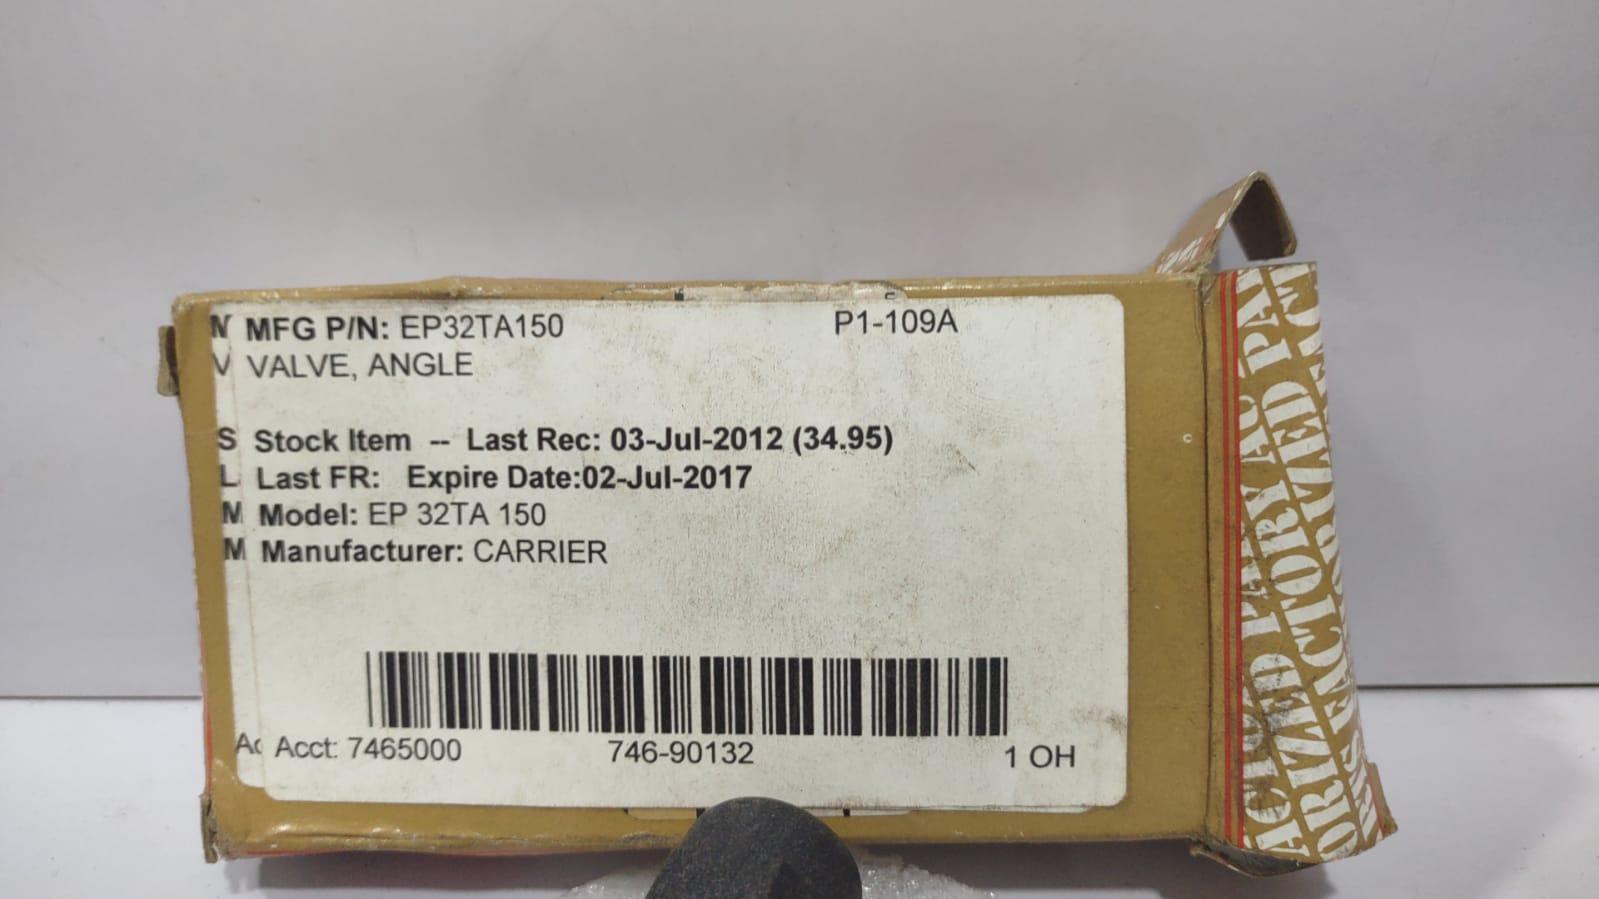 M MFG P/N: EP32TA150 P1-109A
V VALVE, ANGLE
S Stock Item -- Last Rec: 03-Jul-2012 (34.95)
L Last FR: Expire Date:02-Jul-2017
M Model: EP 32TA 150
M Manufacturer: CARRIER
Ac Acct: 7465000 746-90132 1 OH